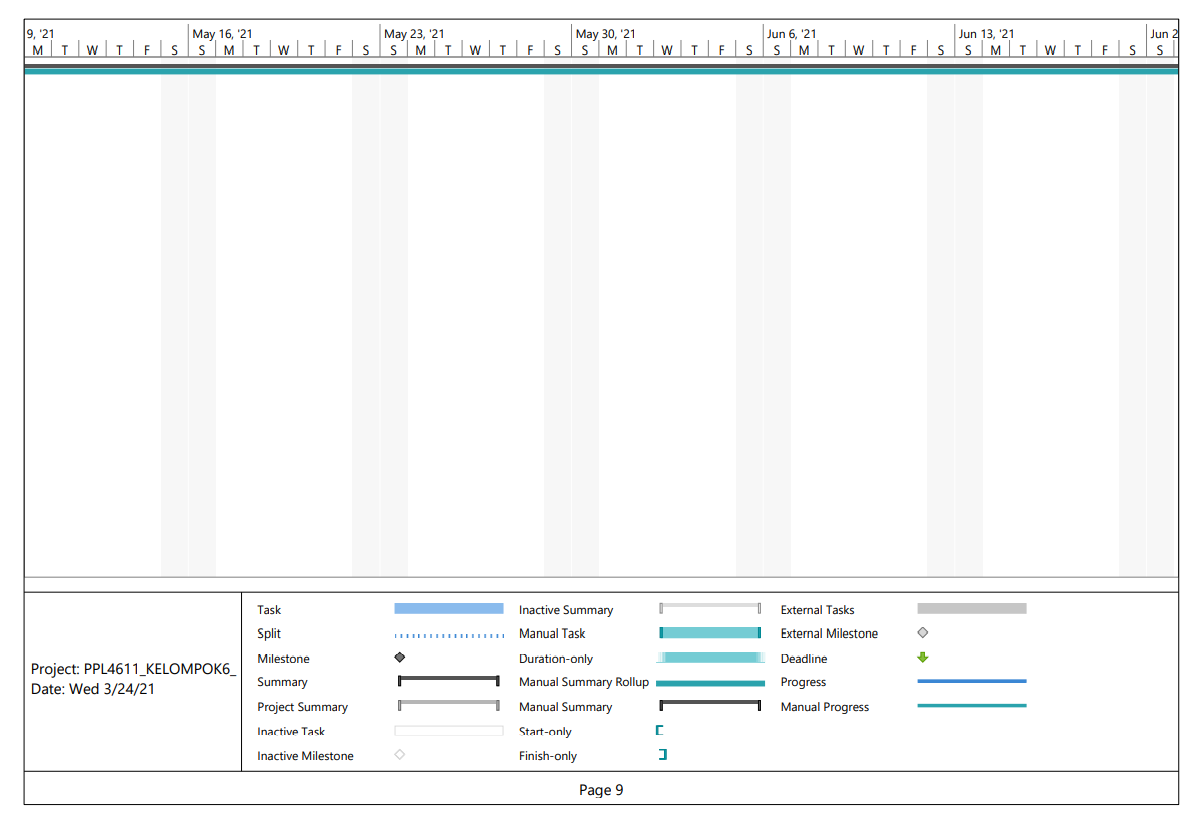 9, '21 May 16, '21 May 23, '21 May 30, '21 Jun 6, '21 Jun 13, '21 Jun 2
M T W T F S S M T W T F S S M T W T F S S M T W T F S S M T W T F S S M T W T F S S
Project: PPL4611_KELOMPOK6_
Date: Wed 3/24/21
Task
Split
Milestone
Summary
Project Summary
Inactive Task
Inactive Milestone
Inactive Summary
Manual Task
Duration-only
Manual Summary Rollup
Manual Summary
Start-only
Finish-only
External Tasks
External Milestone
Deadline
Progress
Manual Progress
Page 9